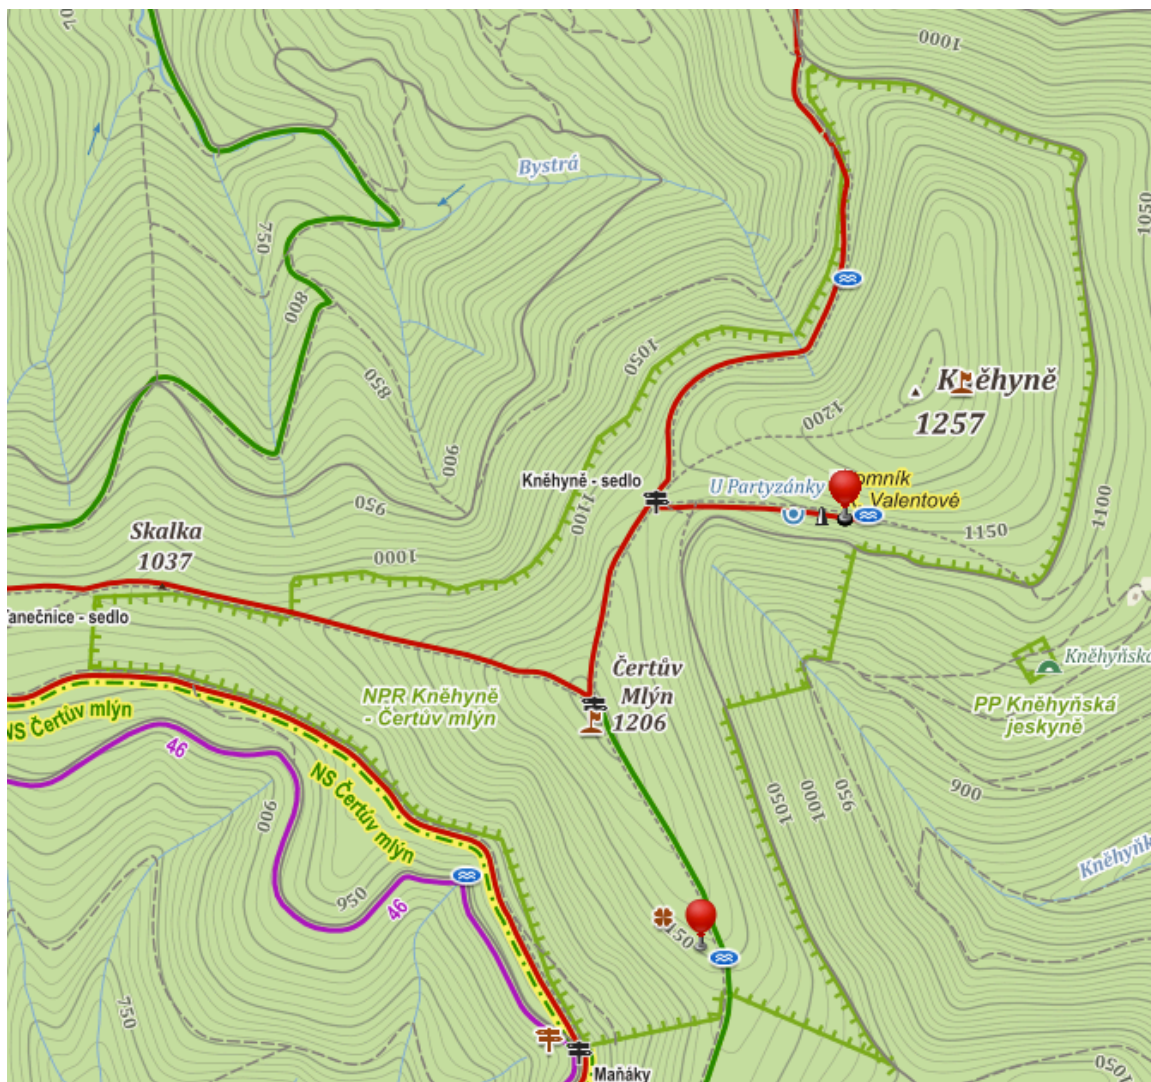 1000
1050
Bystrá
750
800
1050
Kněhyně
1257
850
1200
900
Kněhyně - sedlo
U Partyzánky
Valentové
950
1100
1100
Skalka
1037
1000
1150
- sedlo
NPR Kněhyně
- Čertův mlýn
Čertův
Mlýn
1206
PP Kněhyňská
jeskyně
Kněhyňská
NS Čertův mlýn
46
NS Čertův mlýn
900
1050
1000
950
900
950
46
750
1050
Maňáky